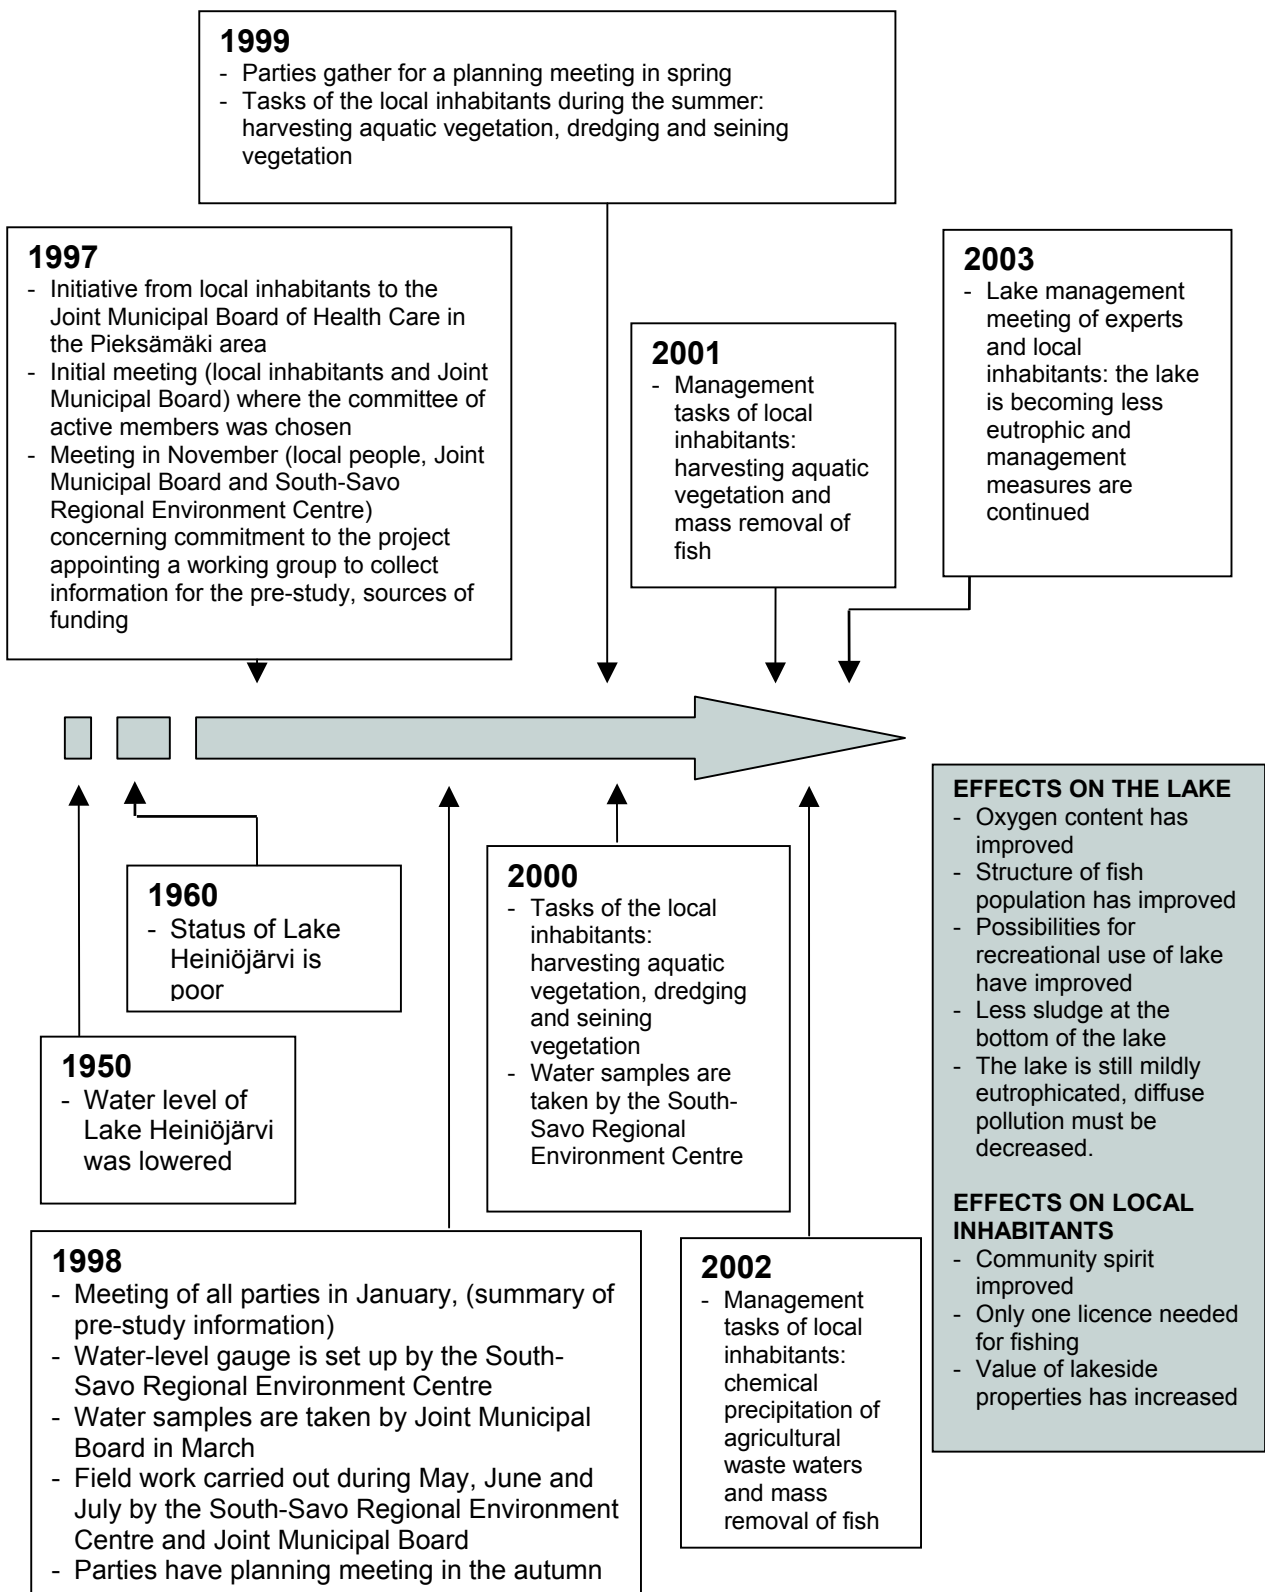 1999
- Parties gather for a planning meeting in spring
- Tasks of the local inhabitants during the summer:
harvesting aquatic vegetation, dredging and seining
vegetation
1997
- Initiative from local inhabitants to the
Joint Municipal Board of Health Care in
the Pieksämäki area
- Initial meeting (local inhabitants and Joint
Municipal Board) where the committee of
active members was chosen
- Meeting in November (local people, Joint
Municipal Board and South-Savo
Regional Environment Centre)
concerning commitment to the project
appointing a working group to collect
information for the pre-study, sources of
funding
2001
- Management
tasks of local
inhabitants:
harvesting aquatic
vegetation and
mass removal of
fish
2003
- Lake management
meeting of experts
and local
inhabitants: the lake
is becoming less
eutrophic and
management
measures are
continued
1960
- Status of Lake
Heiniöjärvi is
poor
1950
- Water level of
Lake Heiniöjärvi
was lowered
2000
- Tasks of the local
inhabitants:
harvesting aquatic
vegetation, dredging
and seining
vegetation
- Water samples are
taken by the South-
Savo Regional
Environment Centre
1998
- Meeting of all parties in January, (summary of
pre-study information)
- Water-level gauge is set up by the South-
Savo Regional Environment Centre
- Water samples are taken by Joint Municipal
Board in March
- Field work carried out during May, June and
July by the South-Savo Regional Environment
Centre and Joint Municipal Board
- Parties have planning meeting in the autumn
2002
- Management
tasks of local
inhabitants:
chemical
precipitation of
agricultural
waste waters
and mass
removal of fish
EFFECTS ON THE LAKE
- Oxygen content has
improved
- Structure of fish
population has improved
- Possibilities for
recreational use of lake
have improved
- Less sludge at the
bottom of the lake
- The lake is still mildly
eutrophicated, diffuse
pollution must be
decreased.
EFFECTS ON LOCAL
INHABITANTS
- Community spirit
improved
- Only one licence needed
for fishing
- Value of lakeside
properties has increased